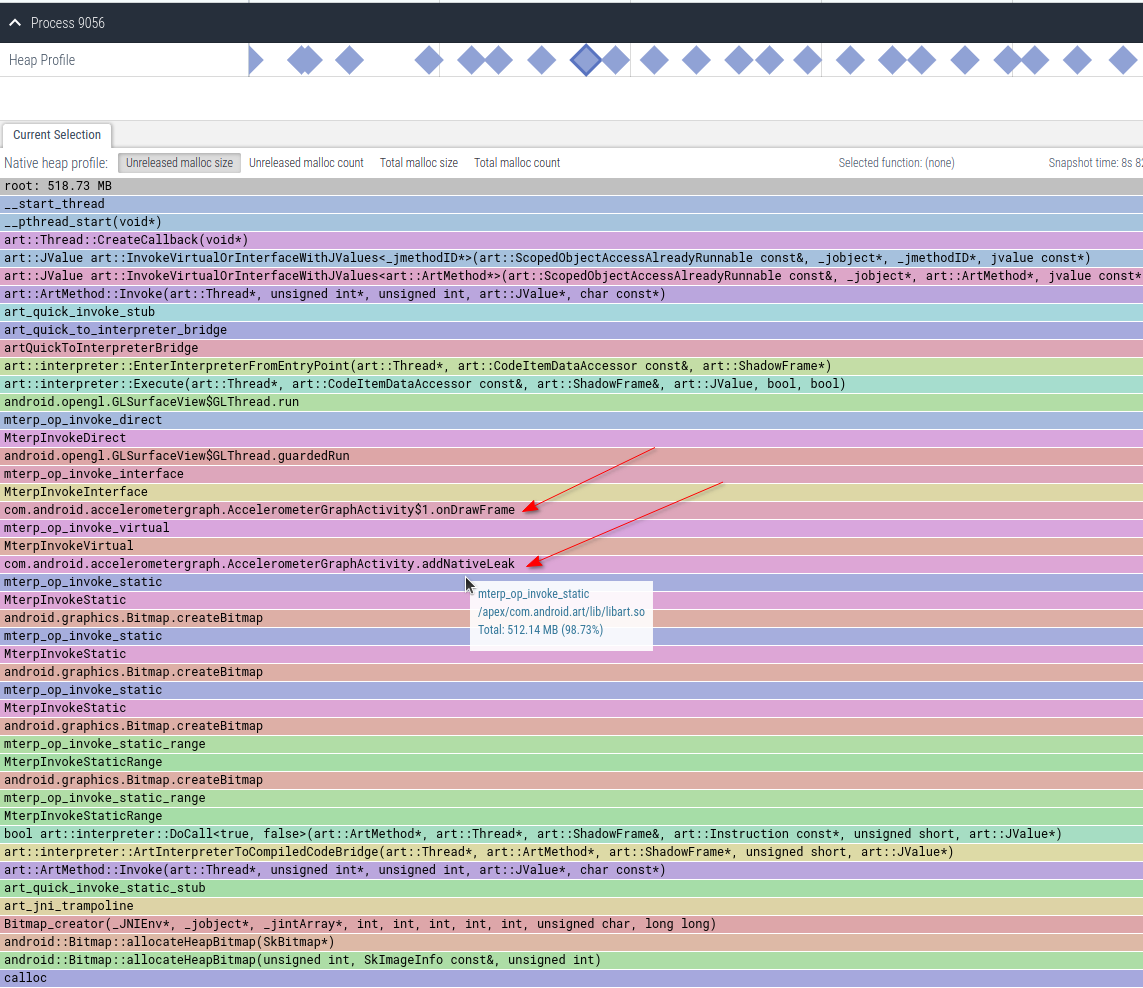 Process 9056
Heap Profile
Current Selection
Native heap profile: Unreleased malloc size Unreleased malloc count Total malloc size Total malloc count Selected function: (none) Snapshot time: 8s
root: 518.73 MB
__start_thread
__pthread_start(void*)
art::Thread::CreateCallback(void*)
art::JValue art::InvokeVirtualOrInterfaceWithJValues<_jmethodID*>(art::ScopedObjectAccessAlreadyRunnable const&, _jobject*, _jmethodID*, jvalue const*)
art::JValue art::InvokeVirtualOrInterfaceWithJValues<art::ArtMethod*>(art::ScopedObjectAccessAlreadyRunnable const&, _jobject*, art::ArtMethod*, jvalue const*
art::ArtMethod::Invoke(art::Thread*, unsigned int*, unsigned int, art::JValue*, char const*)
art_quick_invoke_stub
art_quick_to_interpreter_bridge
artQuickToInterpreterBridge
art::interpreter::EnterInterpreterFromEntryPoint(art::Thread*, art::CodeItemDataAccessor const&, art::ShadowFrame*)
art::interpreter::Execute(art::Thread*, art::CodeItemDataAccessor const&, art::ShadowFrame&, art::JValue, bool, bool)
android.opengl.GLSurfaceView$GLThread.run
mterp_op_invoke_direct
MterpInvokeDirect
android.opengl.GLSurfaceView$GLThread.guardedRun
mterp_op_invoke_interface
MterpInvokeInterface
com.android.accelerometergraph.AccelerometerGraphActivity$1.onDrawFrame
mterp_op_invoke_virtual
MterpInvokeVirtual
com.android.accelerometergraph.AccelerometerGraphActivity.addNativeLeak
mterp_op_invoke_static
mterp_op_invoke_static
/apex/com.android.art/lib/libart.so
Total: 512.14 MB (98.73%)
MterpInvokeStatic
android.graphics.Bitmap.createBitmap
mterp_op_invoke_static
MterpInvokeStatic
android.graphics.Bitmap.createBitmap
mterp_op_invoke_static
MterpInvokeStatic
android.graphics.Bitmap.createBitmap
mterp_op_invoke_static_range
MterpInvokeStaticRange
android.graphics.Bitmap.createBitmap
mterp_op_invoke_static_range
MterpInvokeStaticRange
bool art::interpreter::DoCall<true, false>(art::ArtMethod*, art::Thread*, art::ShadowFrame&, art::Instruction const*, unsigned short, art::JValue*)
art::interpreter::ArtInterpreterToCompiledCodeBridge(art::Thread*, art::ArtMethod*, art::ShadowFrame*, unsigned short, art::JValue*)
art::ArtMethod::Invoke(art::Thread*, unsigned int*, unsigned int, art::JValue*, char const*)
art_quick_invoke_static_stub
art_jni_trampoline
Bitmap_creator(_JNIEnv*, _jobject*, _jintArray*, int, int, int, int, int, unsigned char, long long)
android::Bitmap::allocateHeapBitmap(SkBitmap*)
android::Bitmap::allocateHeapBitmap(unsigned int, SkImageInfo const&, unsigned int)
calloc